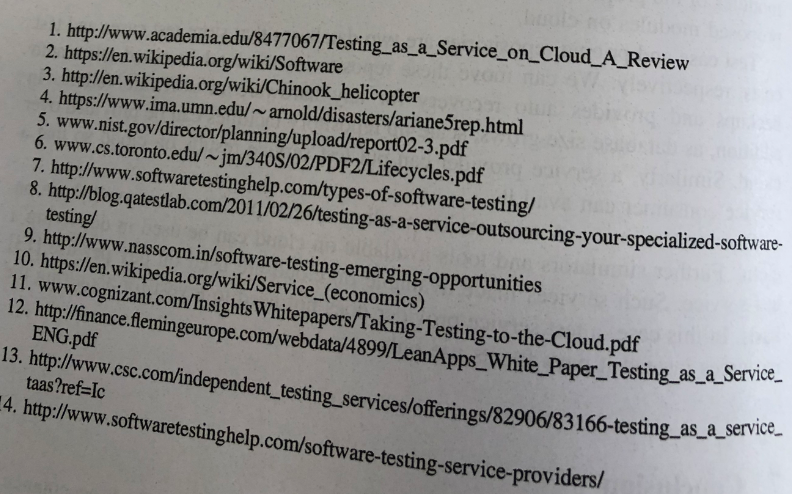 1. http://www.academia.edu/8477067/Testing_as_a_Service_on_Cloud_A_Review
2. https://en.wikipedia.org/wiki/Software
3. http://en.wikipedia.org/wiki/Chinook_helicopter
4. https://www.ima.umn.edu/~arnold/disasters/ariane5rep.html
5. www.nist.gov/director/planning/upload/report02-3.pdf
6. www.cs.toronto.edu/~jm/340S/02/PDF2/Lifecycles.pdf
7. http://www.softwaretestinghelp.com/types-of-software-testing/
8. http://blog.qatestlab.com/2011/02/26/testing-as-a-service-outsourcing-your-specialized-software-
testing/
9. http://www.nasscom.in/software-testing-emerging-opportunities
10. https://en.wikipedia.org/wiki/Service_(economics)
11. www.cognizant.com/InsightsWhitepapers/Taking-Testing-to-the-Cloud.pdf
12. http://finance.flemingeurope.com/webdata/4899/LeanApps_White_Paper_Testing_as_a_Service_
ENG.pdf
13. http://www.csc.com/independent_testing_services/offerings/82906/83166-testing_as_a_service_
taas?ref=Ic
14. http://www.softwaretestinghelp.com/software-testing-service-providers/